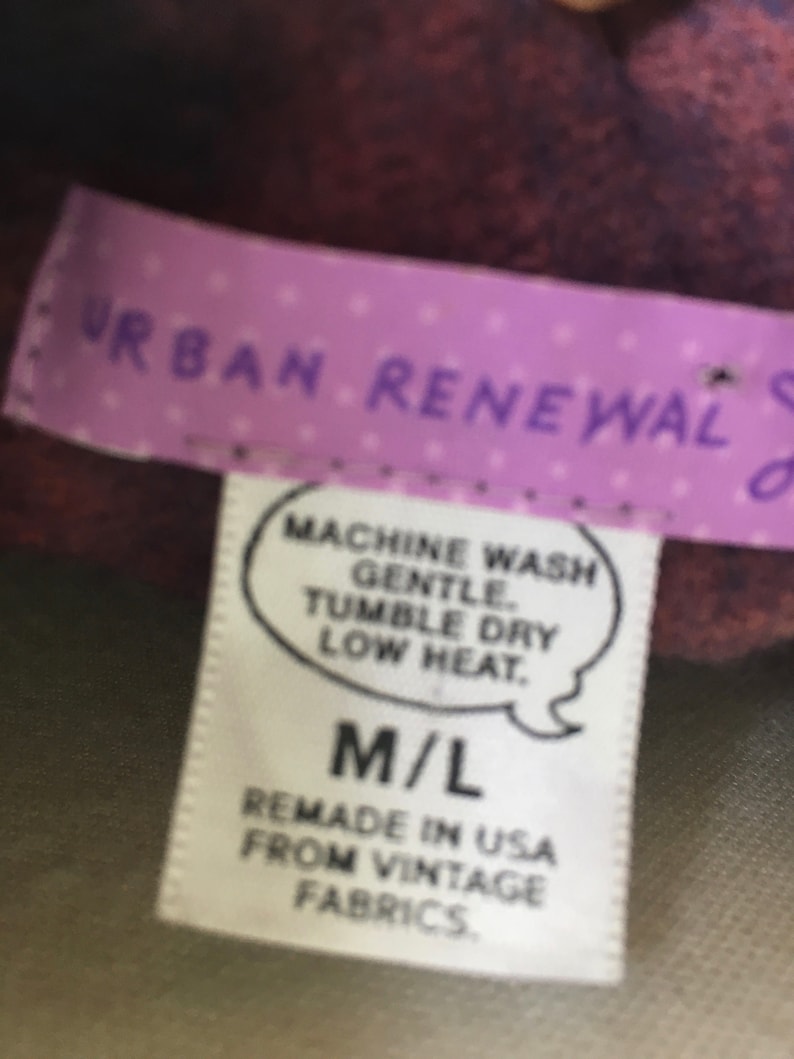 URBAN RENEWAL
MACHINE WASH
GENTLE.
TUMBLE DRY
LOW HEAT.
M/L
REMADE IN USA
FROM VINTAGE
FABRICS.